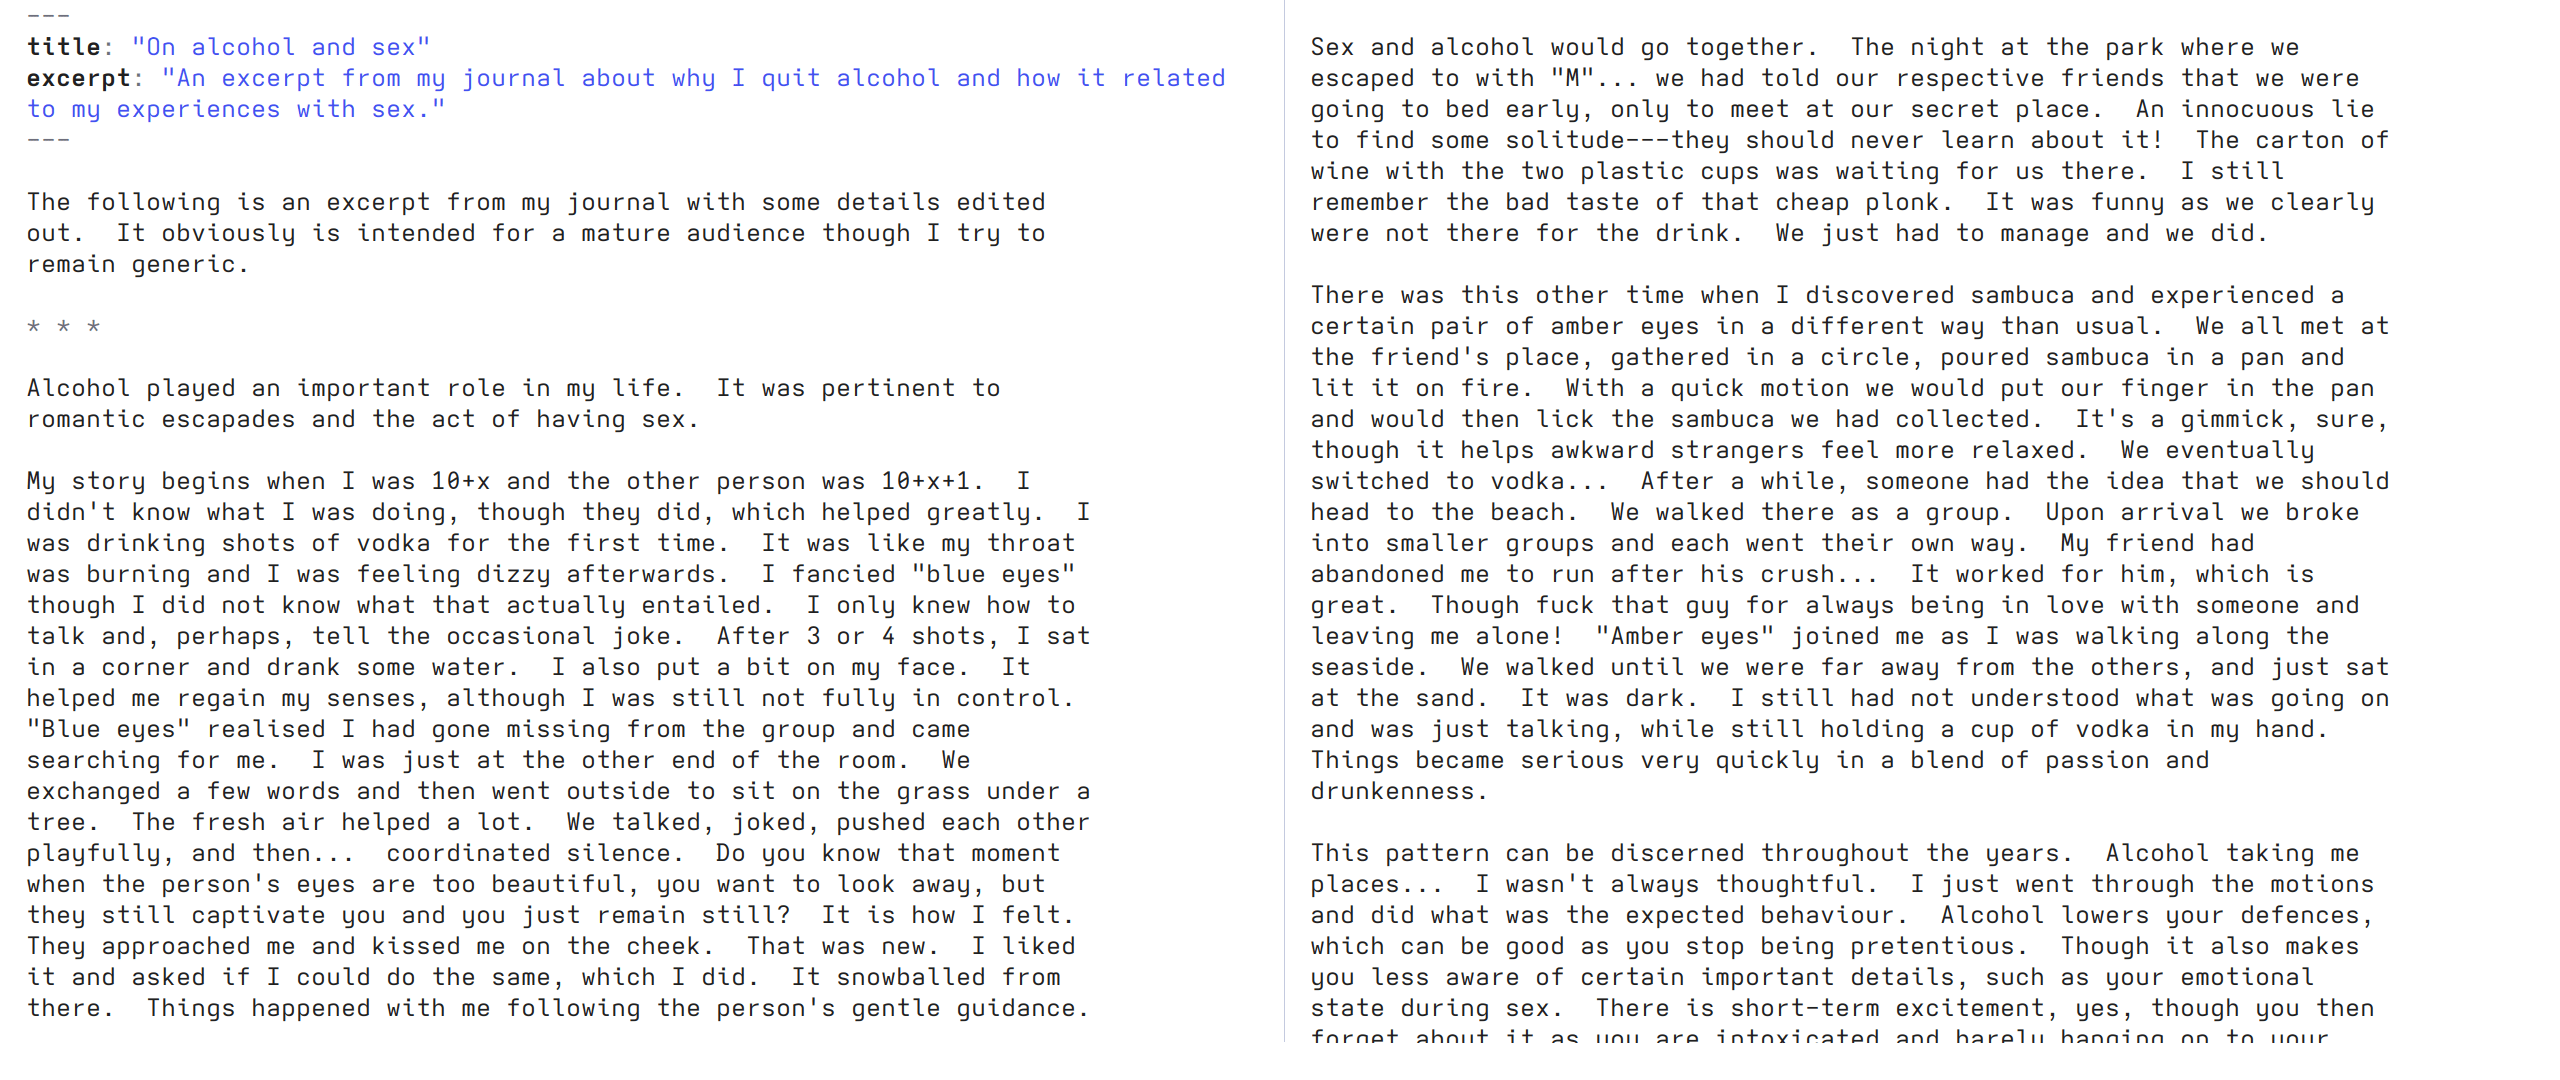 ---
title: "On alcohol and sex"
excerpt: "An excerpt from my journal about why I quit alcohol and how it related
to my experiences with sex."
---
The following is an excerpt from my journal with some details edited
out.  It obviously is intended for a mature audience though I try to
remain generic.
* * *
Alcohol played an important role in my life.  It was pertinent to
romantic escapades and the act of having sex.
My story begins when I was 10+x and the other person was 10+x+1.  I
didn't know what I was doing, though they did, which helped greatly.  I
was drinking shots of vodka for the first time.  It was like my throat
was burning and I was feeling dizzy afterwards.  I fancied "blue eyes"
though I did not know what that actually entailed.  I only knew how to
talk and, perhaps, tell the occasional joke.  After 3 or 4 shots, I sat
in a corner and drank some water.  I also put a bit on my face.  It
helped me regain my senses, although I was still not fully in control.
"Blue eyes" realised I had gone missing from the group and came
searching for me.  I was just at the other end of the room.  We
exchanged a few words and then went outside to sit on the grass under a
tree.  The fresh air helped a lot.  We talked, joked, pushed each other
playfully, and then...  coordinated silence.  Do you know that moment
when the person's eyes are too beautiful, you want to look away, but
they still captivate you and you just remain still?  It is how I felt.
They approached me and kissed me on the cheek.  That was new.  I liked
it and asked if I could do the same, which I did.  It snowballed from
there.  Things happened with me following the person's gentle guidance.
Sex and alcohol would go together.  The night at the park where we
escaped to with "M"... we had told our respective friends that we were
going to bed early, only to meet at our secret place.  An innocuous lie
to find some solitude---they should never learn about it!  The carton of
wine with the two plastic cups was waiting for us there.  I still
remember the bad taste of that cheap plonk.  It was funny as we clearly
were not there for the drink.  We just had to manage and we did.
There was this other time when I discovered sambuca and experienced a
certain pair of amber eyes in a different way than usual.  We all met at
the friend's place, gathered in a circle, poured sambuca in a pan and
lit it on fire.  With a quick motion we would put our finger in the pan
and would then lick the sambuca we had collected.  It's a gimmick, sure,
though it helps awkward strangers feel more relaxed.  We eventually
switched to vodka...  After a while, someone had the idea that we should
head to the beach.  We walked there as a group.  Upon arrival we broke
into smaller groups and each went their own way.  My friend had
abandoned me to run after his crush...  It worked for him, which is
great.  Though fuck that guy for always being in love with someone and
leaving me alone!  "Amber eyes" joined me as I was walking along the
seaside.  We walked until we were far away from the others, and just sat
at the sand.  It was dark.  I still had not understood what was going on
and was just talking, while still holding a cup of vodka in my hand.
Things became serious very quickly in a blend of passion and
drunkenness.
This pattern can be discerned throughout the years.  Alcohol taking me
places...  I wasn't always thoughtful.  I just went through the motions
and did what was the expected behaviour.  Alcohol lowers your defences,
which can be good as you stop being pretentious.  Though it also makes
you less aware of certain important details, such as your emotional
state during sex.  There is short-term excitement, yes, though you then
forget about it as you are intoxicated and barely hanging on to your